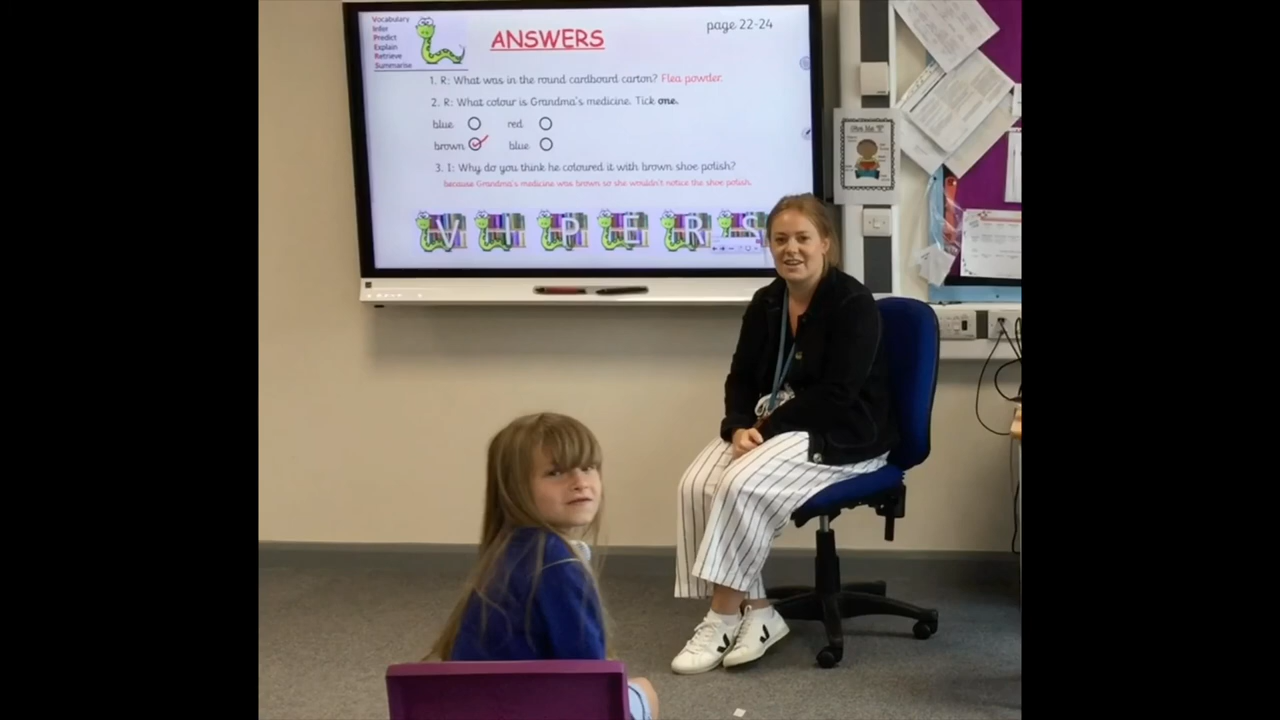 Vocabulary
Infer
Predict
Explain
Retrieve
Summarise
ANSWERS
page 22-24
1. R: What was in the round cardboard carton? Flea powder.
2. R: What colour is Grandma's medicine. Tick one.
blue red
brown blue
3. I: Why do you think he coloured it with brown shoe polish?
because Grandma's medicine was brown so she wouldn't notice the shoe polish.
V I P E R S